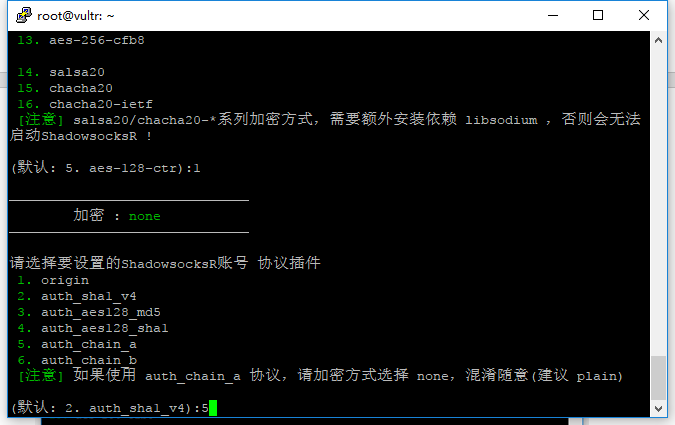 root@vultr: ~
13. aes-256-cfb8
14. salsa20
15. chacha20
16. chacha20-ietf
[注意] salsa20/chacha20-*系列加密方式，需要额外安装依赖 libsodium ，否则会无法
启动ShadowsocksR !
(默认: 5. aes-128-ctr):1
加密 : none
请选择要设置的ShadowsocksR账号 协议插件
1. origin
2. auth_sha1_v4
3. auth_aes128_md5
4. auth_aes128_sha1
5. auth_chain_a
6. auth_chain_b
[注意] 如果使用 auth_chain_a 协议，请加密方式选择 none，混淆随意(建议 plain)
(默认: 2. auth_sha1_v4):5